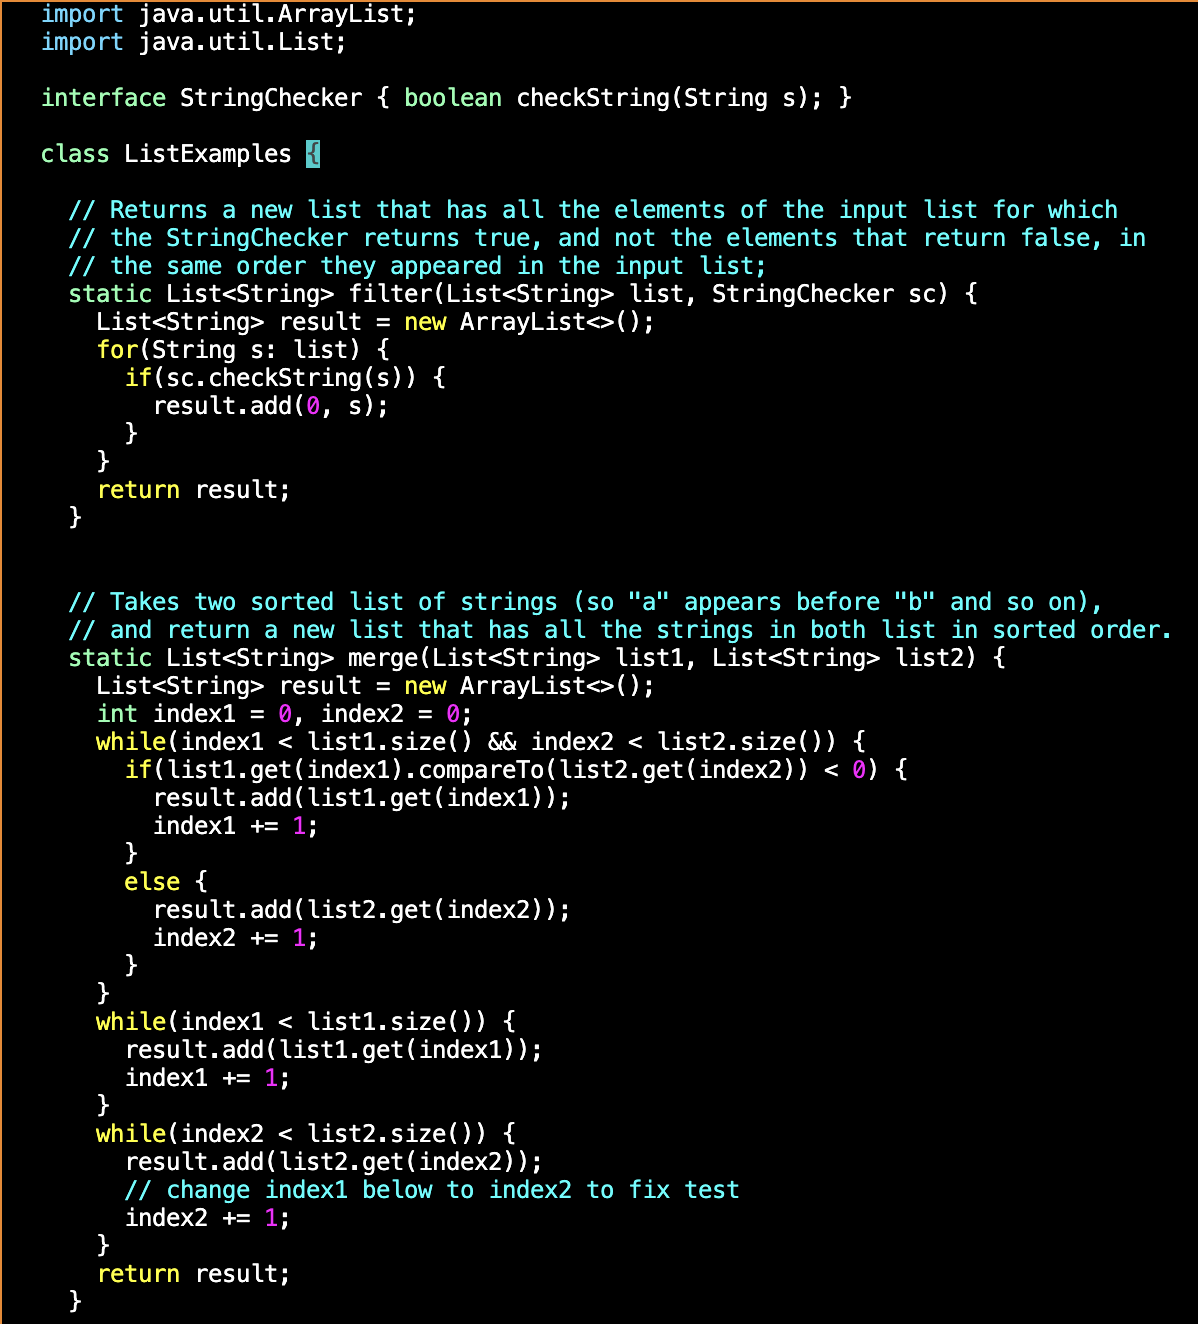 import java.util.ArrayList;
import java.util.List;

interface StringChecker { boolean checkString(String s); }

class ListExamples {

  // Returns a new list that has all the elements of the input list for which
  // the StringChecker returns true, and not the elements that return false, in
  // the same order they appeared in the input list;
  static List<String> filter(List<String> list, StringChecker sc) {
    List<String> result = new ArrayList<>();
    for(String s: list) {
      if(sc.checkString(s)) {
        result.add(0, s);
      }
    }
    return result;
  }


  // Takes two sorted list of strings (so "a" appears before "b" and so on),
  // and return a new list that has all the strings in both list in sorted order.
  static List<String> merge(List<String> list1, List<String> list2) {
    List<String> result = new ArrayList<>();
    int index1 = 0, index2 = 0;
    while(index1 < list1.size() && index2 < list2.size()) {
      if(list1.get(index1).compareTo(list2.get(index2)) < 0) {
        result.add(list1.get(index1));
        index1 += 1;
      }
      else {
        result.add(list2.get(index2));
        index2 += 1;
      }
    }
    while(index1 < list1.size()) {
      result.add(list1.get(index1));
      index1 += 1;
    }
    while(index2 < list2.size()) {
      result.add(list2.get(index2));
      // change index1 below to index2 to fix test
      index2 += 1;
    }
    return result;
  }